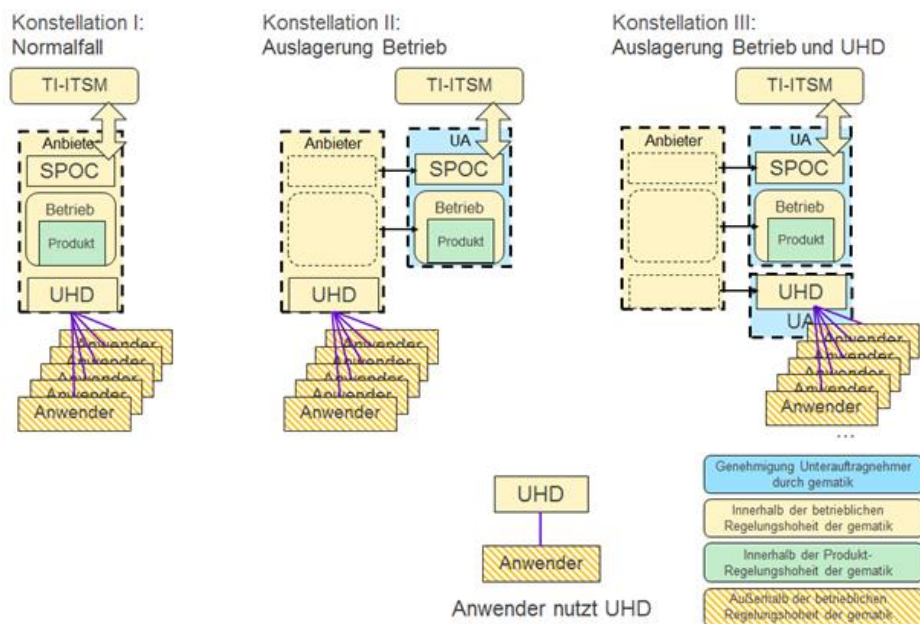 Konstellation I:
Normalfall
TI-ITSM
Anbieter
SPOC
Betrieb
Produkt
UHD
Anwender
Konstellation II:
Auslagerung Betrieb
TI-ITSM
Anbieter
UA
SPOC
Betrieb
Produkt
UHD
Anwender
Konstellation III:
Auslagerung Betrieb und UHD
TI-ITSM
Anbieter
UA
SPOC
Betrieb
Produkt
UHD
UA
Anwender
...
UHD
Anwender
Anwender nutzt UHD
Genehmigung Unterauftragnehmer
durch gematik
Innerhalb der betrieblichen
Regelungshoheit der gematik
Innerhalb der Produkt-
Regelungshoheit der gematik
Außerhalb der betrieblichen
Regelungshoheit der gematik